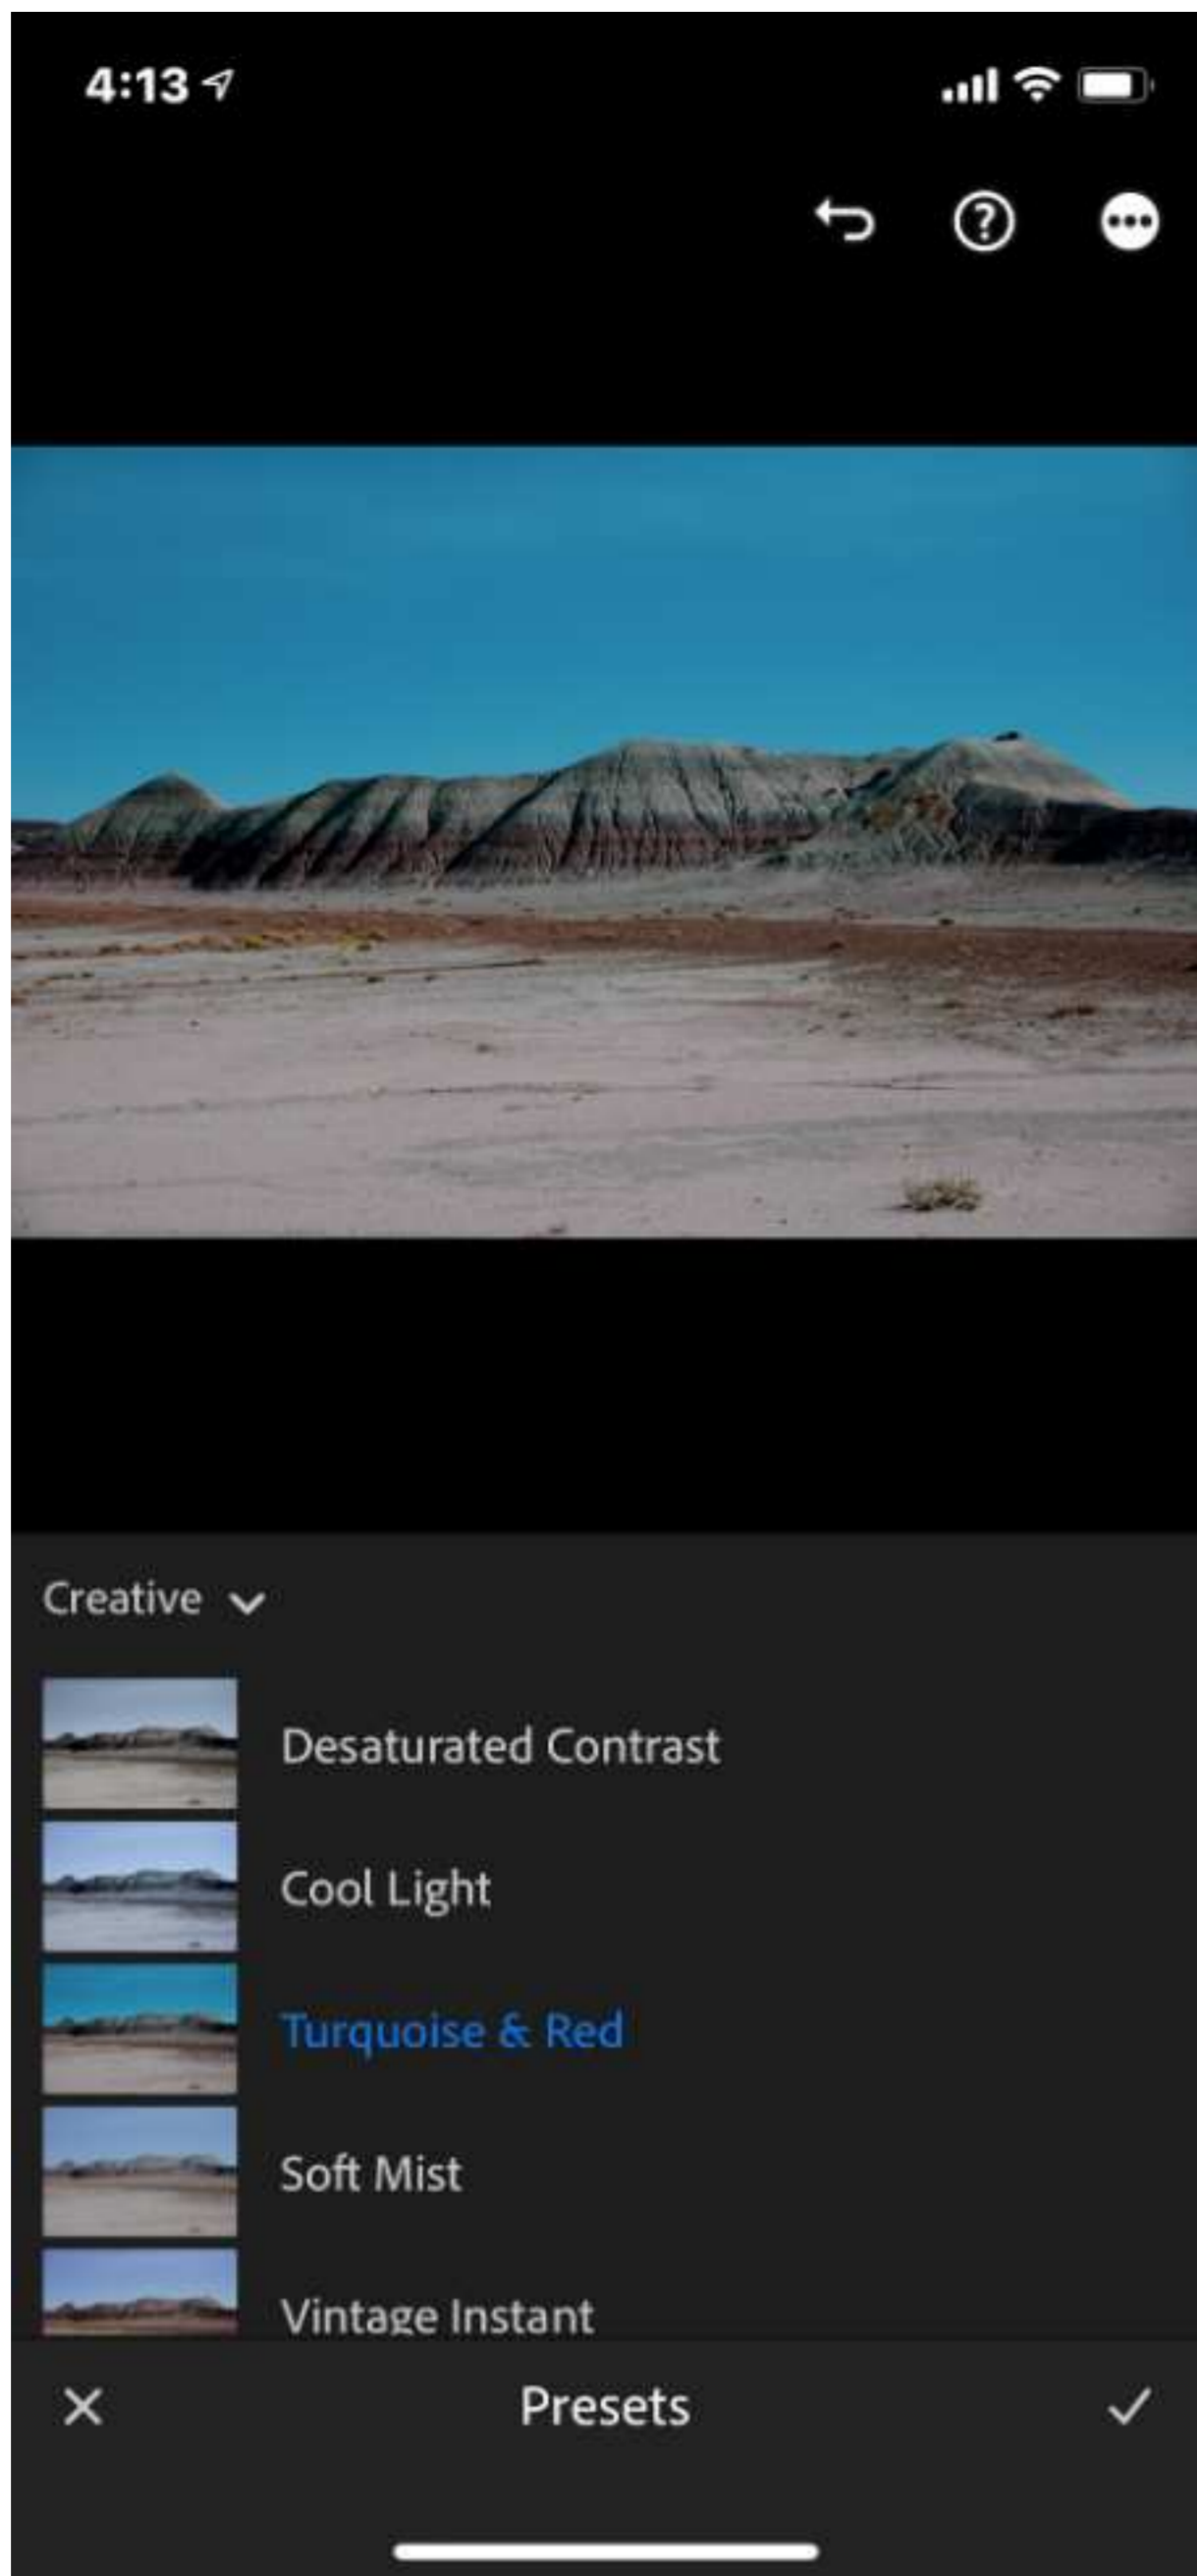 4:13
Creative
Desaturated Contrast
Cool Light
Turquoise & Red
Soft Mist
Vintage Instant
Presets